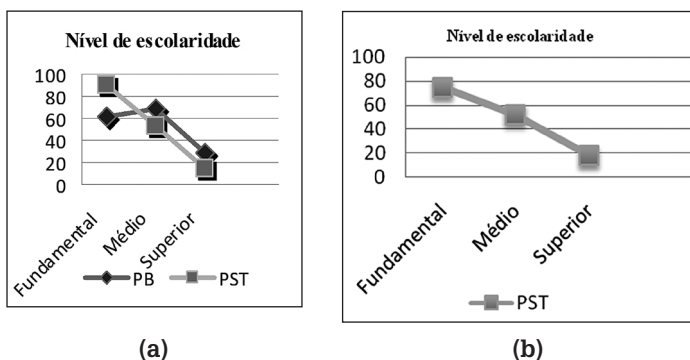 Nível de escolaridade
100
80
60
40
20
0
Fundamental
Médio
Superior
PB
PST
(a)
Nível de escolaridade
100
80
60
40
20
0
Fundamental
Médio
Superior
PST
(b)